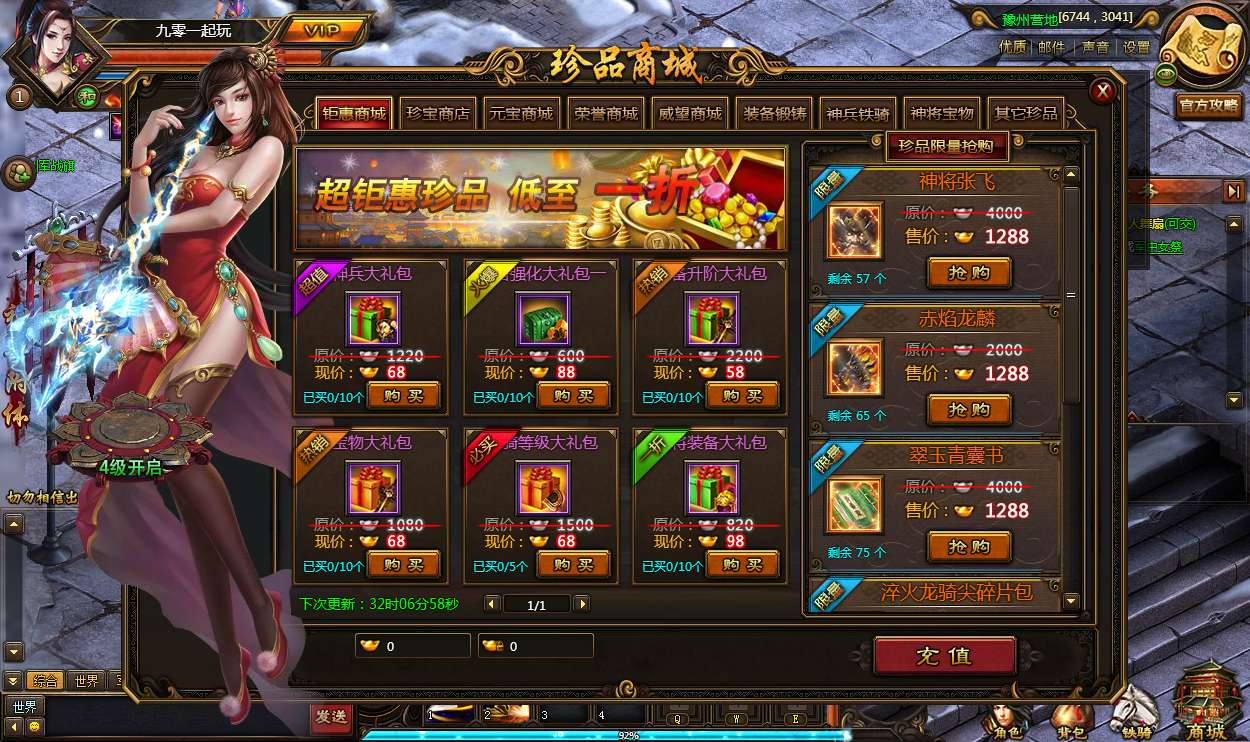 九零一起玩
VIP
豫州营地[6744 , 3041]
优质 邮件 声音 设置
官方攻略
1
和
珍品商城
X
钜惠商城 珍宝商店 元宝商城 荣誉商城 威望商城 装备锻铸 神兵铁骑 神将宝物 其它珍品
超钜惠珍品 低至 一折
珍品限量抢购
限量 神将张飞
原价： 4000
售价： 1288
剩余 57 个
抢购
限量 赤焰龙麟
原价： 2000
售价： 1288
剩余 65 个
抢购
限量 翠玉青囊书
原价： 4000
售价： 1288
剩余 75 个
抢购
限量 淬火龙骑尖碎片包
超值 神兵大礼包
原价： 1220
现价： 68
已买0/10个 购买
火爆 强化大礼包一
原价： 600
现价： 88
已买0/10个 购买
热销 备升阶大礼包
原价： 2200
现价： 58
已买0/10个 购买
热销 宝物大礼包
原价： 1080
现价： 68
已买0/10个 购买
必买 骑等级大礼包
原价： 1500
现价： 68
已买0/5个 购买
一折 将装备大礼包
原价： 820
现价： 98
已买0/10个 购买
下次更新：32时06分58秒
1/1
0
0
充值
4级开启
切勿相信出
军战旗
(可交)
综合 世界
世界
发送
1 2 3 4 Q W E
92%
角色 背包 铁骑 商城